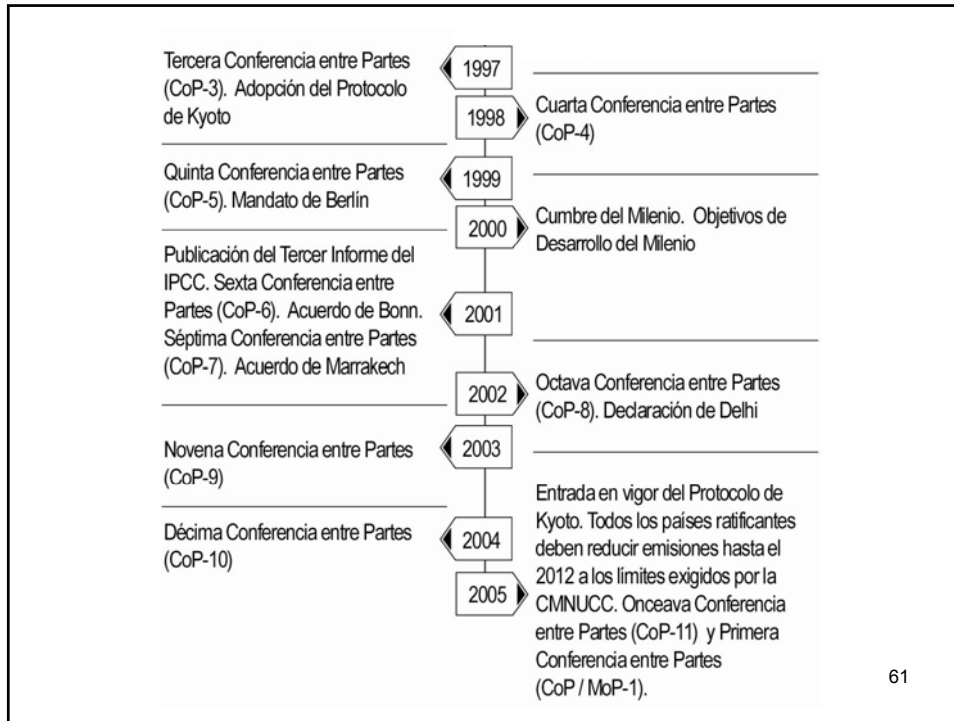 Tercera Conferencia entre Partes
(CoP-3). Adopción del Protocolo
de Kyoto
1997
1998
Cuarta Conferencia entre Partes
(CoP-4)
Quinta Conferencia entre Partes
(CoP-5). Mandato de Berlín
1999
2000
Cumbre del Milenio. Objetivos de
Desarrollo del Milenio
Publicación del Tercer Informe del
IPCC. Sexta Conferencia entre
Partes (CoP-6). Acuerdo de Bonn.
Séptima Conferencia entre Partes
(CoP-7). Acuerdo de Marrakech
2001
2002
Octava Conferencia entre Partes
(CoP-8). Declaración de Delhi
Novena Conferencia entre Partes
(CoP-9)
2003
Décima Conferencia entre Partes
(CoP-10)
2004
2005
Entrada en vigor del Protocolo de
Kyoto. Todos los países ratificantes
deben reducir emisiones hasta el
2012 a los límites exigidos por la
CMNUCC. Onceava Conferencia
entre Partes (CoP-11) y Primera
Conferencia entre Partes
(CoP / MoP-1).
61